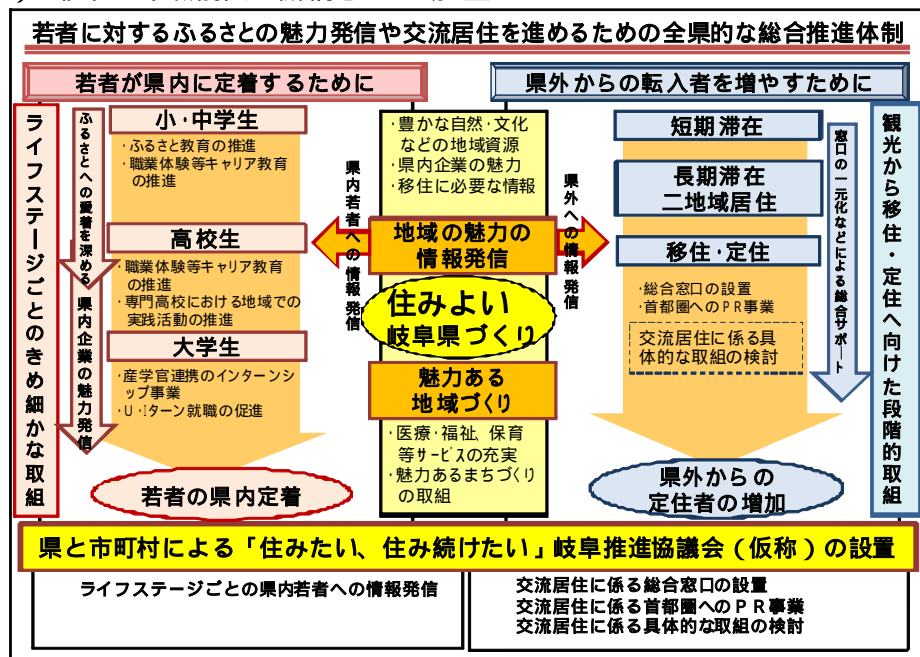 若者に対するふるさとの魅力発信や交流居住を進めるための全県的な総合推進体制
若者が県内に定着するために
県外からの転入者を増やすために
ライフステージごとのきめ細かな取組
ふるさとへの愛着を深める
県内企業の魅力発信
小・中学生
・ふるさと教育の推進
・職業体験等キャリア教育
の推進
高校生
・職業体験等キャリア教育
の推進
・専門高校における地域での
実践活動の推進
大学生
・産学官連携のインターンシ
ップ事業
・U・Iターン就職の促進
若者の県内定着
県内若者への情報発信
・豊かな自然・文化
などの地域資源
・県内企業の魅力
・移住に必要な情報
地域の魅力の
情報発信
住みよい
岐阜県づくり
魅力ある
地域づくり
・医療・福祉、保育
等サービスの充実
・魅力あるまちづくり
の取組
県外への情報発信
短期滞在
長期滞在
二地域居住
移住・定住
・総合窓口の設置
・首都圏へのPR事業
交流居住に係る具
体的な取組の検討
県外からの
定住者の増加
窓口の一元化などによる総合サポート
観光から移住・定住へ向けた段階的取組
県と市町村による「住みたい、住み続けたい」岐阜推進協議会(仮称)の設置
ライフステージごとの県内若者への情報発信
交流居住に係る総合窓口の設置
交流居住に係る首都圏へのPR事業
交流居住に係る具体的な取組の検討